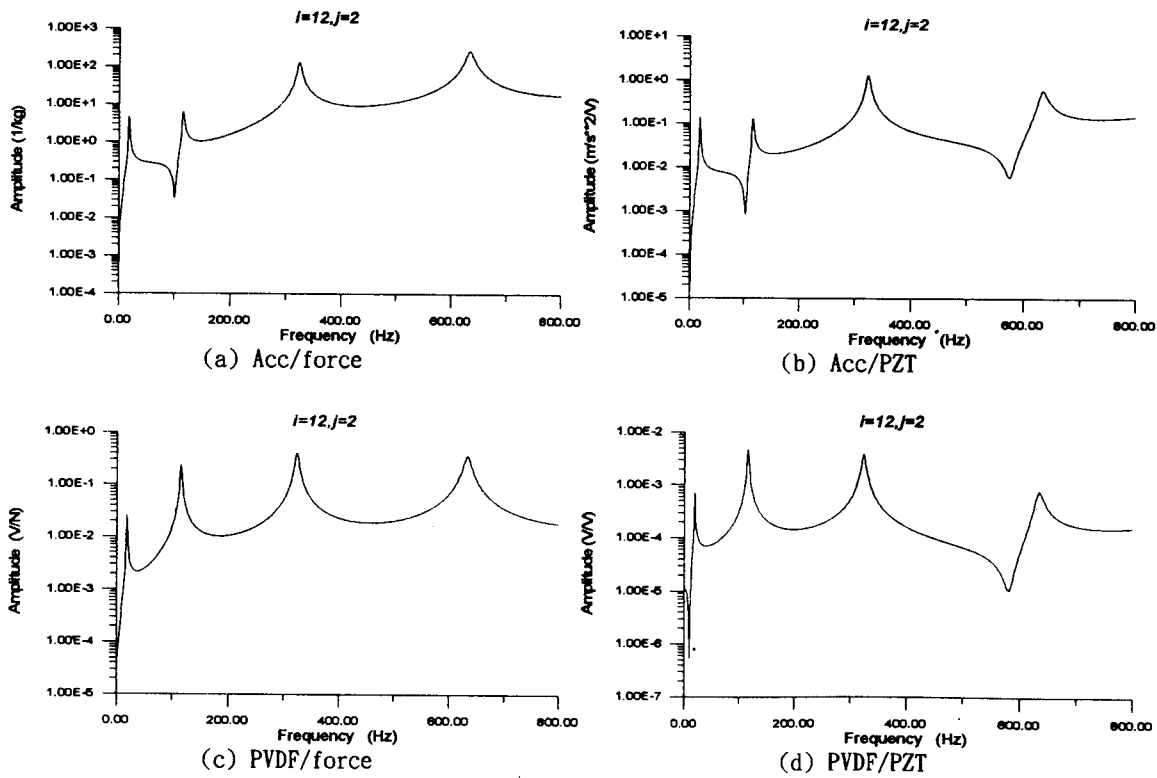 i=12,j=2
1.00E+3
1.00E+2
1.00E+1
1.00E+0
1.00E-1
1.00E-2
1.00E-3
1.00E-4
Amplitude (1/kg)
0.00
200.00
400.00
600.00
800.00
Frequency (Hz)
(a) Acc/force
i=12,j=2
1.00E+1
1.00E+0
1.00E-1
1.00E-2
1.00E-3
1.00E-4
1.00E-5
Amplitude (m/s**2/V)
0.00
200.00
400.00
600.00
800.00
Frequency (Hz)
(b) Acc/PZT
i=12,j=2
1.00E+0
1.00E-1
1.00E-2
1.00E-3
1.00E-4
1.00E-5
Amplitude (V/N)
0.00
200.00
400.00
600.00
800.00
Frequency (Hz)
(c) PVDF/force
i=12,j=2
1.00E-2
1.00E-3
1.00E-4
1.00E-5
1.00E-6
1.00E-7
Amplitude (V/V)
0.00
200.00
400.00
600.00
800.00
Frequency (Hz)
(d) PVDF/PZT